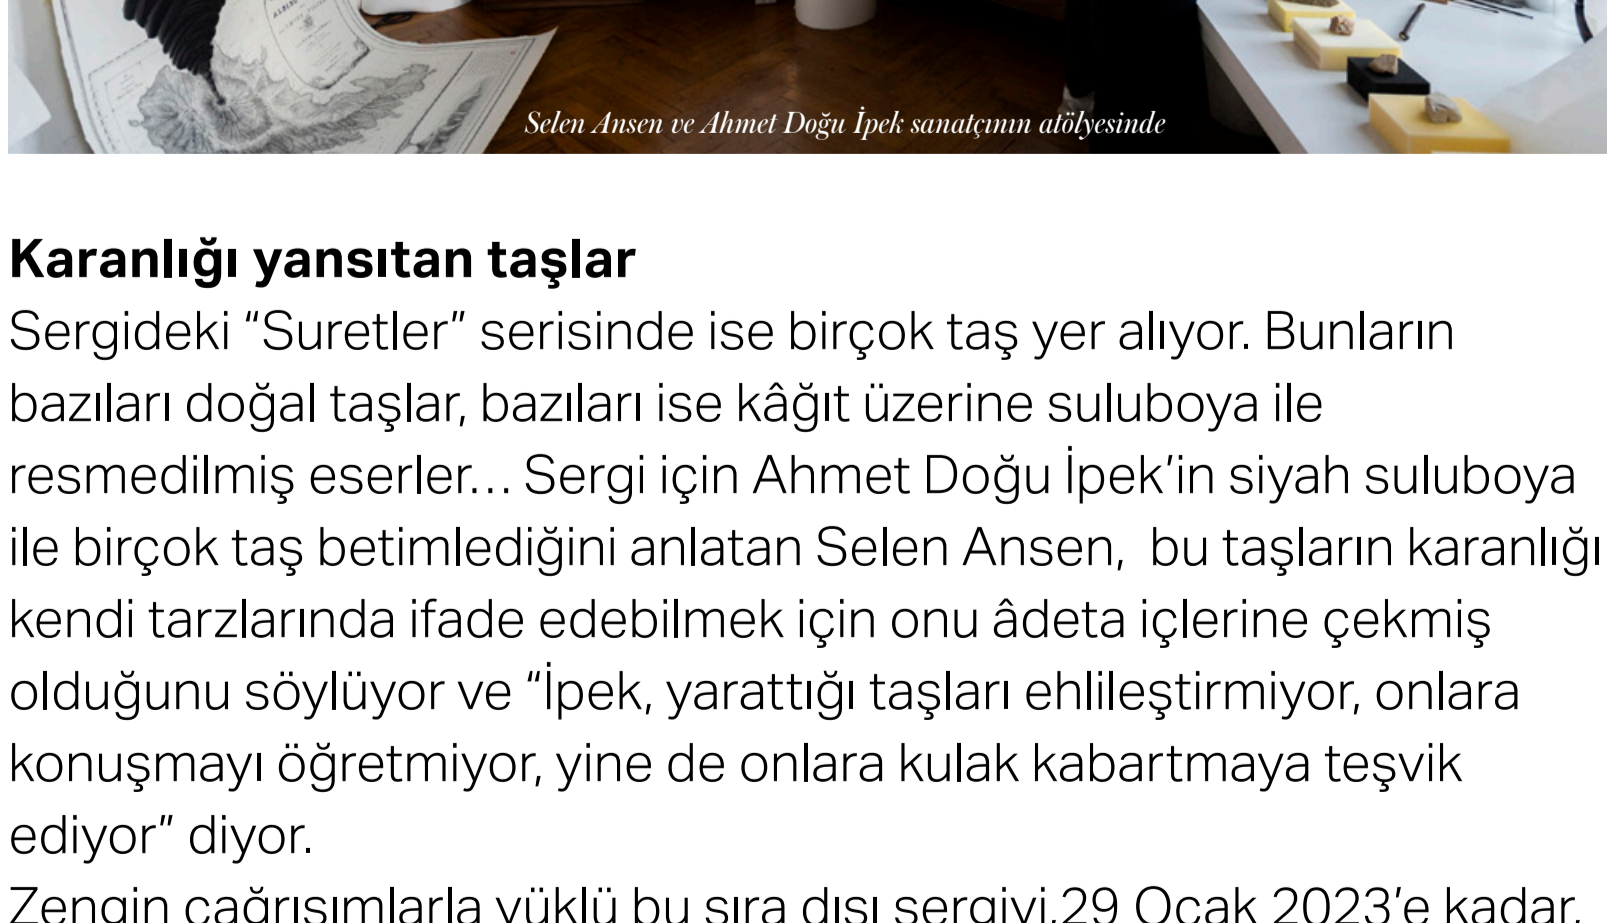 Selen Ansen ve Ahmet Doğu İpek sanatçının atölyesinde
Karanlığı yansıtan taşlar
Sergideki “Suretler” serisinde ise birçok taş yer alıyor. Bunların
bazıları doğal taşlar, bazıları ise kâğıt üzerine suluboya ile
resmedilmiş eserler… Sergi için Ahmet Doğu İpek’in siyah suluboya
ile birçok taş betimlediğini anlatan Selen Ansen,  bu taşların karanlığı
kendi tarzlarında ifade edebilmek için onu âdeta içlerine çekmiş
olduğunu söylüyor ve “İpek, yarattığı taşları ehlileştirmiyor, onlara
konuşmayı öğretmiyor, yine de onlara kulak kabartmaya teşvik
ediyor” diyor.
Zengin çağrışımlarla yüklü bu sıra dışı sergiyi,29 Ocak 2023’e kadar,